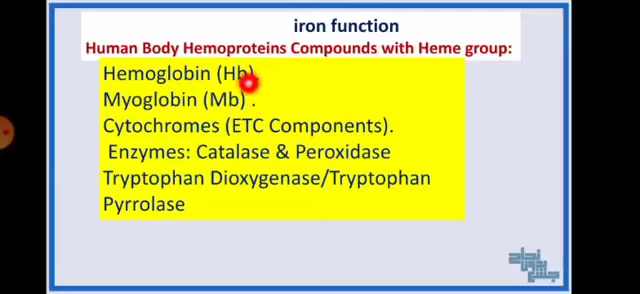 iron function
Human Body Hemoproteins Compounds with Heme group:
Hemoglobin (Hb).
Myoglobin (Mb) .
Cytochromes (ETC Components).
Enzymes: Catalase & Peroxidase
Tryptophan Dioxygenase/Tryptophan
Pyrrolase